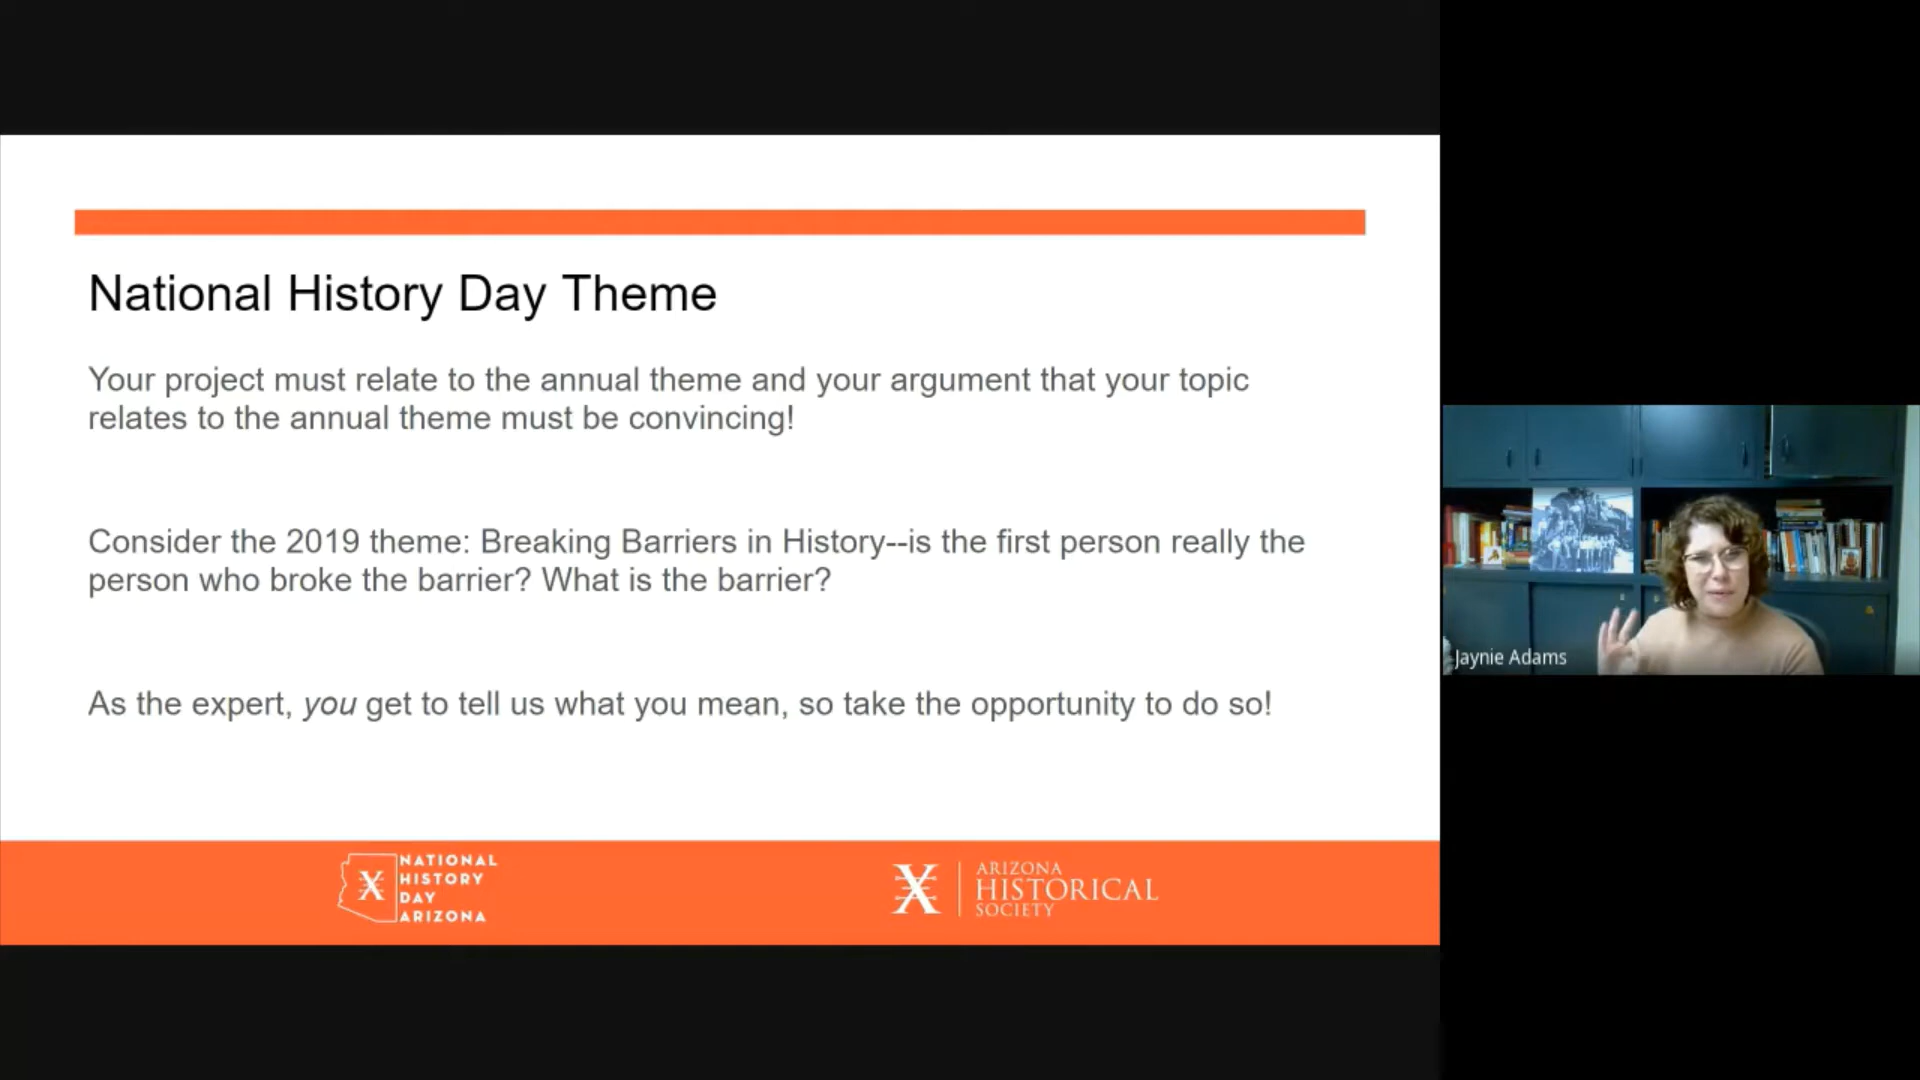 National History Day Theme
Your project must relate to the annual theme and your argument that your topic
relates to the annual theme must be convincing!
Consider the 2019 theme: Breaking Barriers in History--is the first person really the
person who broke the barrier? What is the barrier?
As the expert, you get to tell us what you mean, so take the opportunity to do so!
NATIONAL
HISTORY
DAY
ARIZONA
ARIZONA
HISTORICAL
SOCIETY
Jaynie Adams